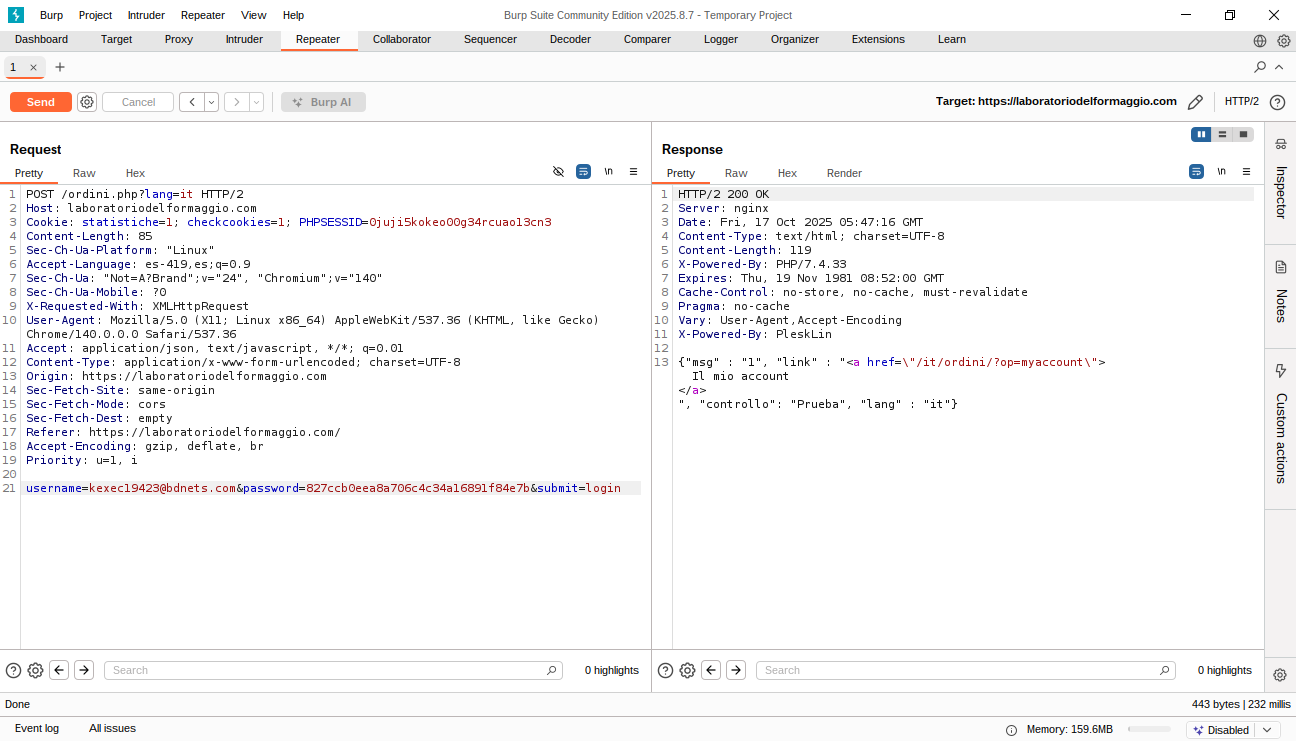 Burp Project Intruder Repeater View Help
Burp Suite Community Edition v2025.8.7 - Temporary Project
Dashboard Target Proxy Intruder Repeater Collaborator Sequencer Decoder Comparer Logger Organizer Extensions Learn
1
Send Cancel Burp AI Target: https://laboratoriodelformaggio.com HTTP/2
Request
Pretty Raw Hex \n
1 POST /ordini.php?lang=it HTTP/2
2 Host: laboratoriodelformaggio.com
3 Cookie: statistiche=1; checkcookies=1; PHPSESSID=0juji5kokeo00g34rcuao13cn3
4 Content-Length: 85
5 Sec-Ch-Ua-Platform: "Linux"
6 Accept-Language: es-419,es;q=0.9
7 Sec-Ch-Ua: "Not=A?Brand";v="24", "Chromium";v="140"
8 Sec-Ch-Ua-Mobile: ?0
9 X-Requested-With: XMLHttpRequest
10 User-Agent: Mozilla/5.0 (X11; Linux x86_64) AppleWebKit/537.36 (KHTML, like Gecko)
Chrome/140.0.0.0 Safari/537.36
11 Accept: application/json, text/javascript, */*; q=0.01
12 Content-Type: application/x-www-form-urlencoded; charset=UTF-8
13 Origin: https://laboratoriodelformaggio.com
14 Sec-Fetch-Site: same-origin
15 Sec-Fetch-Mode: cors
16 Sec-Fetch-Dest: empty
17 Referer: https://laboratoriodelformaggio.com/
18 Accept-Encoding: gzip, deflate, br
19 Priority: u=1, i
20
21 username=kexec19423@bdnets.com&password=827ccb0eea8a706c4c34a16891f84e7b&submit=login
Search 0 highlights
Response
Pretty Raw Hex Render \n
1 HTTP/2 200 OK
2 Server: nginx
3 Date: Fri, 17 Oct 2025 05:47:16 GMT
4 Content-Type: text/html; charset=UTF-8
5 Content-Length: 119
6 X-Powered-By: PHP/7.4.33
7 Expires: Thu, 19 Nov 1981 08:52:00 GMT
8 Cache-Control: no-store, no-cache, must-revalidate
9 Pragma: no-cache
10 Vary: User-Agent,Accept-Encoding
11 X-Powered-By: PleskLin
12
13 {"msg" : "1", "link" : "<a href=\"/it/ordini/?op=myaccount\">
Il mio account
</a>
", "controllo": "Prueba", "lang" : "it"}
Search 0 highlights
Inspector
Notes
Custom actions
Done 443 bytes | 232 millis
Event log All issues Memory: 159.6MB Disabled